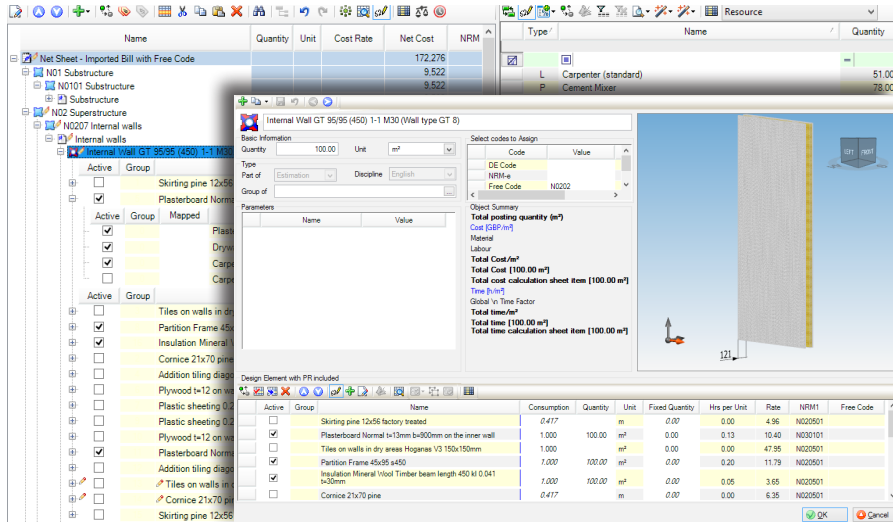 Resource
Name Quantity Unit Cost Rate Net Cost NRM
Type Name Quantity
Net Sheet - Imported Bill with Free Code 172,276
N01 Substructure 9,522
N0101 Substructure 9,522
Substructure
N02 Superstructure
N0207 Internal walls
Internal walls
Internal Wall GT 95/95 (450) 1-1 M30
=
L Carpenter (standard) 51.00
P Cement Mixer 78.00
Active Group
Skirting pine 12x56
Plasterboard Norma
Active Group Mapped
Plast
Dryw
Carpe
Carpe
Active Group
Tiles on walls in dry
Partition Frame 45x
Insulation Mineral V
Cornice 21x70 pine
Addition tiling diago
Plywood t=12 on wa
Plastic sheeting 0.2
Plastic sheeting 0.2
Plywood t=12 on wa
Plasterboard Norma
Addition tiling diago
Tiles on walls in d
Cornice 21x70 pin
Skirting pine 12x56
Internal Wall GT 95/95 (450) 1-1 M30 (Wall type GT 8)
Basic Information
Quantity 100.00 Unit m²
Type
Part of Estimation Discipline English
Group of ...
Parameters
Name Value
Select codes to Assign
Code Value
DE Code
NRM-e
Free Code N0202
Object Summary
Total posting quantity (m²)
Cost [GBP/m²]
Material
Labour
Total Cost/m²
Total Cost [100.00 m²]
Total cost calculation sheet item [100.00 m²]
Time [h/m²]
Global \n Time Factor
Total time/m²
Total time [100.00 m²]
Total time calculation sheet item [100.00 m²]
LEFT FRONT
121
Design Element with PR included
Active Group Name Consumption Quantity Unit Fixed Quantity Hrs per Unit Rate NRM1 Free Code
Skirting pine 12x56 factory treated 0.417 m 0.00 0.00 4.96 N020501
Plasterboard Normal t=13mm b=900mm on the inner wall 1.000 100.00 m² 0.00 0.13 10.40 N030101
Tiles on walls in dry areas Hoganas V3 150x150mm 1.000 m² 0.00 0.00 47.95 N020501
Partition Frame 45x95 s450 1.000 100.00 m² 0.00 0.20 11.79 N020501
Insulation Mineral Wool Timber beam length 450 kl 0.041 t=30mm 1.000 100.00 m² 0.00 0.05 3.65 N020501
Cornice 21x70 pine 0.417 m 0.00 0.00 6.35 N020501
OK Cancel